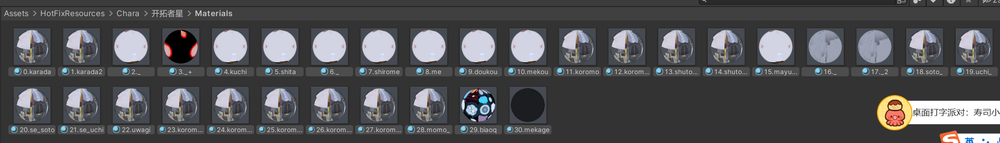 Assets > HotFixResources > Chara > 开拓者星 > Materials
0.karada 1.karada2 2._ 3._+ 4.kuchi 5.shita 6._ 7.shirome 8.me 9.doukou 10.mekou 11.koromo 12.korom... 13.shuto... 14.shuto... 15.mayu... 16._ 17._2 18.soto_ 19.uchi_
桌面打字派对：寿司小
20.se_soto 21.se_uchi 22.uwagi 23.korom... 24.korom... 25.korom... 26.korom... 27.korom... 28.momo_ 29.biaoq 30.mekage
英